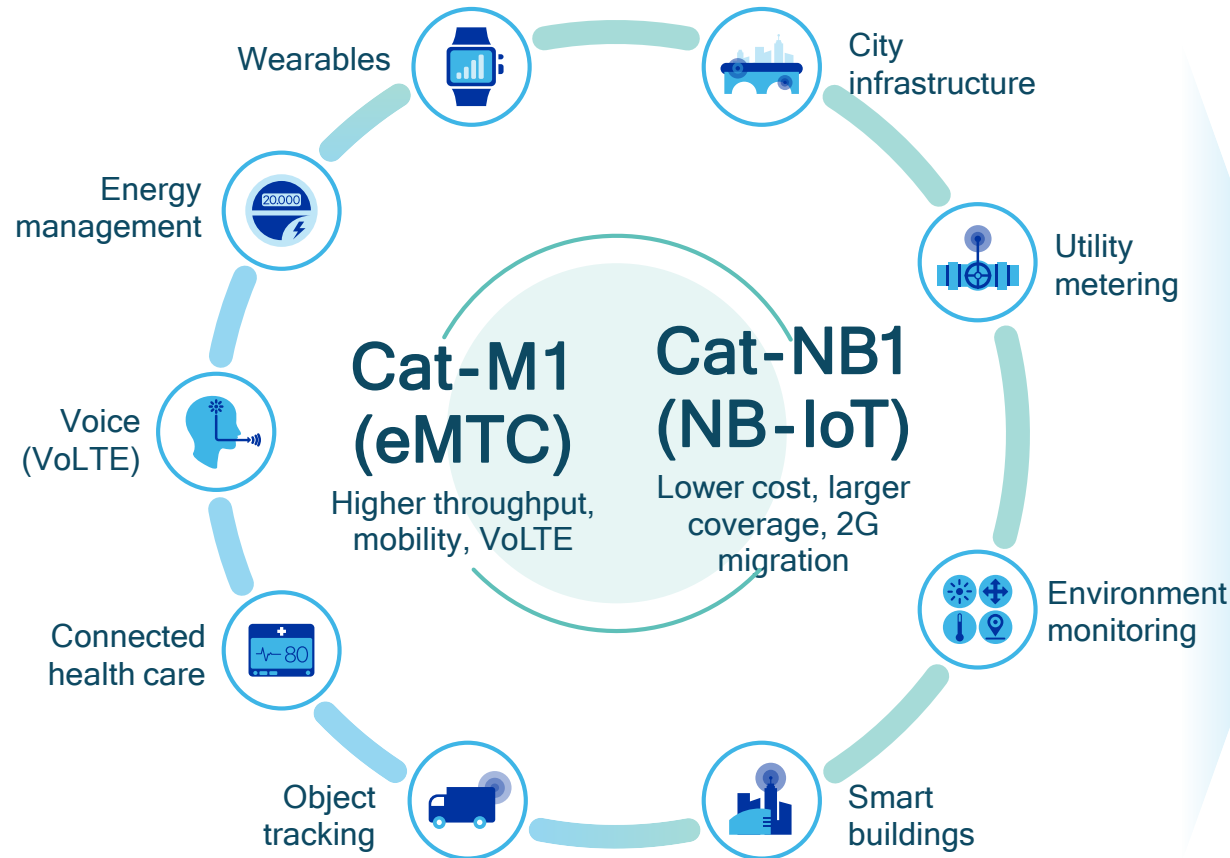 Wearables
City
infrastructure
Energy
management
20,000
Utility
metering
Cat-M1
(eMTC)
Higher throughput,
mobility, VoLTE
Cat-NB1
(NB-IoT)
Lower cost, larger
coverage, 2G
migration
Voice
(VoLTE)
Connected
health care
80
Environment
monitoring
Object
tracking
Smart
buildings